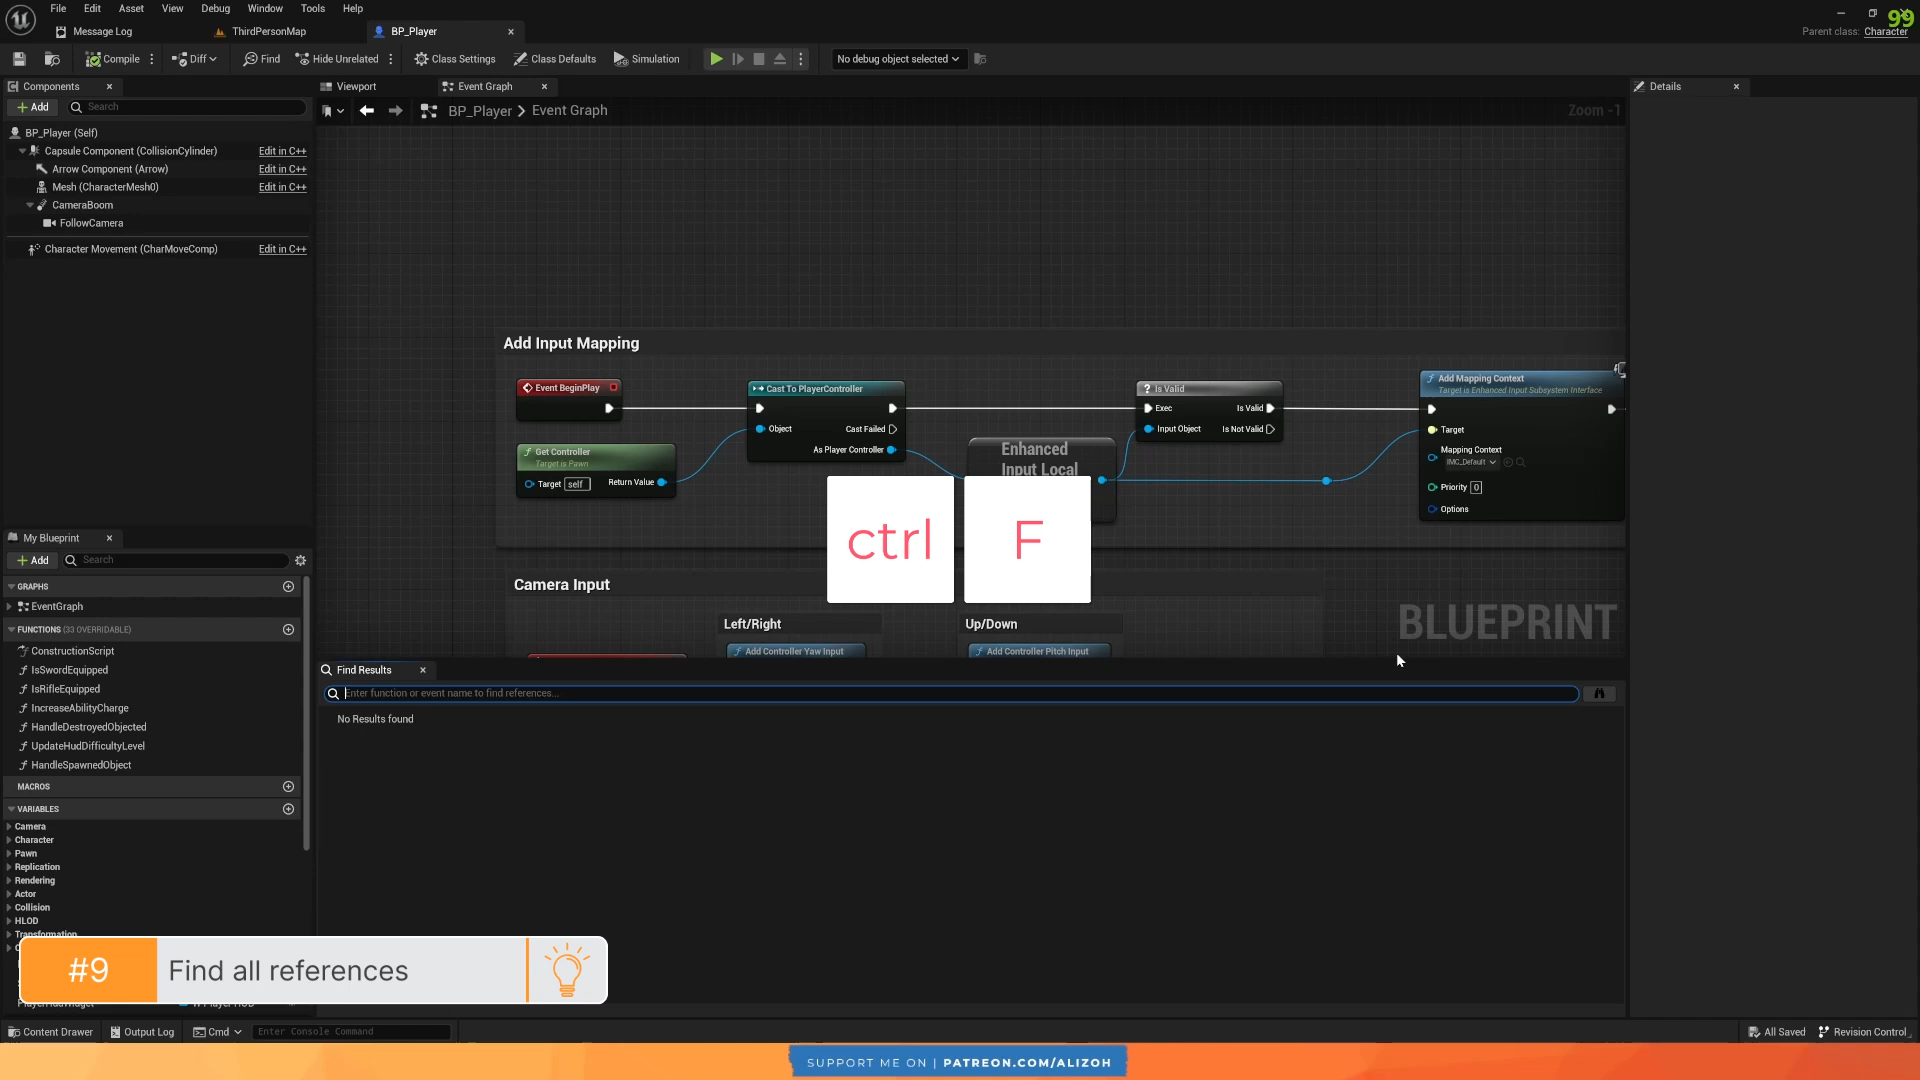 File Edit Asset View Debug Window Tools Help
99
Message Log ThirdPersonMap BP_Player
Parent class: Character
Compile Diff Find Hide Unrelated Class Settings Class Defaults Simulation No debug object selected
Components Viewport Event Graph Details
Add Search
BP_Player > Event Graph
Zoom -1
BP_Player (Self)
Capsule Component (CollisionCylinder) Edit in C++
Arrow Component (Arrow) Edit in C++
Mesh (CharacterMesh0) Edit in C++
CameraBoom
FollowCamera
Character Movement (CharMoveComp) Edit in C++
Add Input Mapping
Event BeginPlay
Get Controller
Target is Pawn
Target self Return Value
Cast To PlayerController
Object Cast Failed
As Player Controller
Enhanced
Input Local
Is Valid
Exec Is Valid
Input Object Is Not Valid
Add Mapping Context
Target is Enhanced Input Subsystem Interface
Target
Mapping Context
IMC_Default
Priority 0
Options
ctrl F
Camera Input
Left/Right
Add Controller Yaw Input
Up/Down
Add Controller Pitch Input
BLUEPRINT
My Blueprint
Add Search
GRAPHS
EventGraph
FUNCTIONS (33 OVERRIDABLE)
ConstructionScript
IsSwordEquipped
IsRifleEquipped
IncreaseAbilityCharge
HandleDestroyedObjected
UpdateHudDifficultyLevel
HandleSpawnedObject
MACROS
VARIABLES
Camera
Character
Pawn
Replication
Rendering
Actor
Collision
HLOD
Transformation
Find Results
Enter function or event name to find references...
No Results found
#9 Find all references
Content Drawer Output Log Cmd Enter Console Command
All Saved Revision Control
SUPPORT ME ON | PATREON.COM/ALIZOH